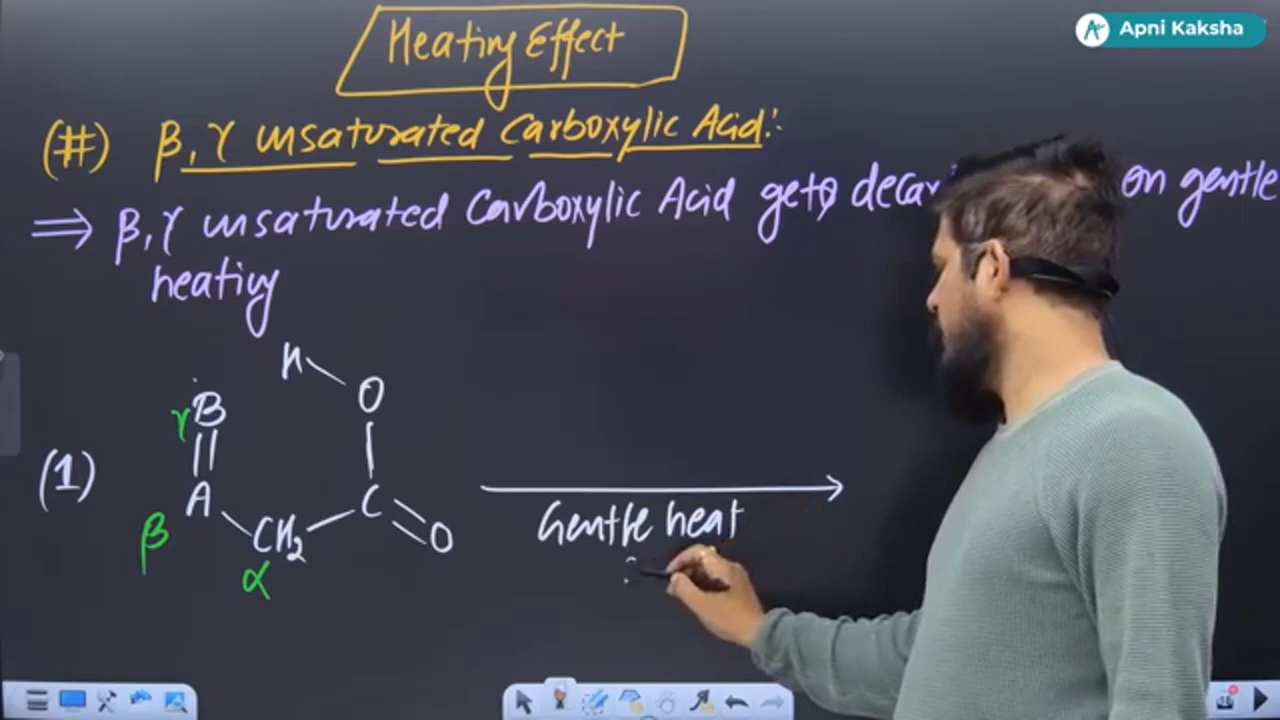 Apni Kaksha
Heating Effect
(#) β, γ unsaturated Carboxylic Acid:
⇒ β, γ unsaturated Carboxylic Acid gets on gentle
heating
H
O
γ B
(1)
A
C
β
CH₂
O
α
Gentle heat